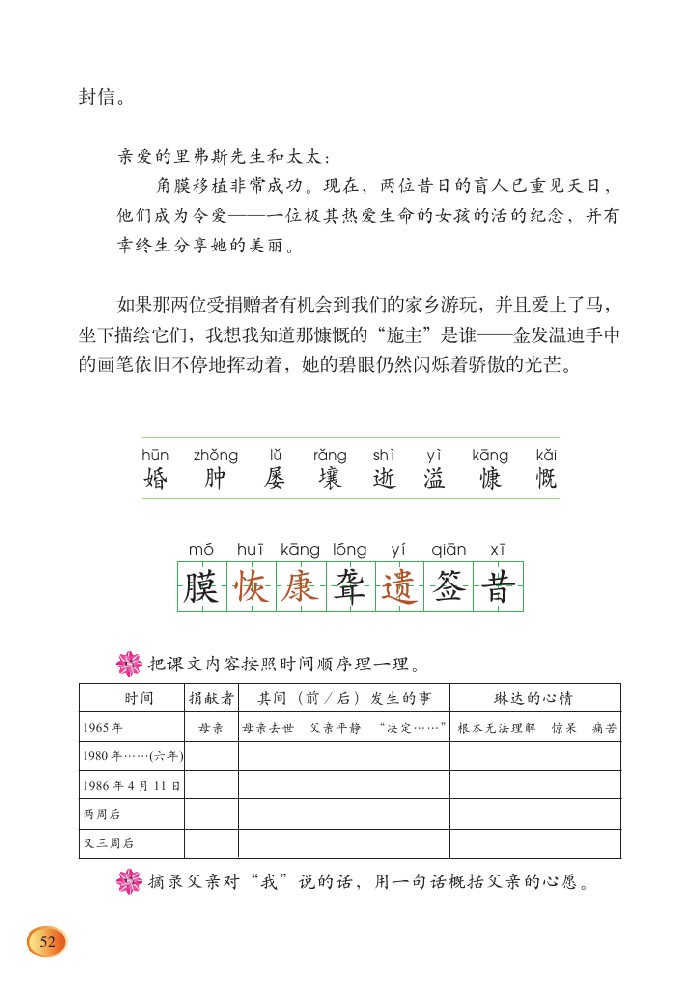 封信。
亲爱的里弗斯先生和太太：
角膜移植非常成功。现在，两位昔日的盲人已重见天日，
他们成为令爱——一位极其热爱生命的女孩的活的纪念，并有
幸终生分享她的美丽。
如果那两位受捐赠者有机会到我们的家乡游玩，并且爱上了马，
坐下描绘它们，我想我知道那慷慨的“施主”是谁——金发温迪手中
的画笔依旧不停地挥动着，她的碧眼仍然闪烁着骄傲的光芒。
hūn zhǒng lǚ rǎng shì yì kāng kǎi
婚 肿 屡 壤 逝 溢 慷 慨
mó huī kāng lóng yí qiān xī
膜 恢 康 聋 遗 签 昔
把课文内容按照时间顺序理一理。
时间 捐献者 其间（前／后）发生的事 琳达的心情
1965年 母亲 母亲去世 父亲平静 “决定……” 根本无法理解 惊呆 痛苦
1980年……(六年)
1986年4月11日
两周后
又三周后
摘录父亲对“我”说的话，用一句话概括父亲的心愿。
52